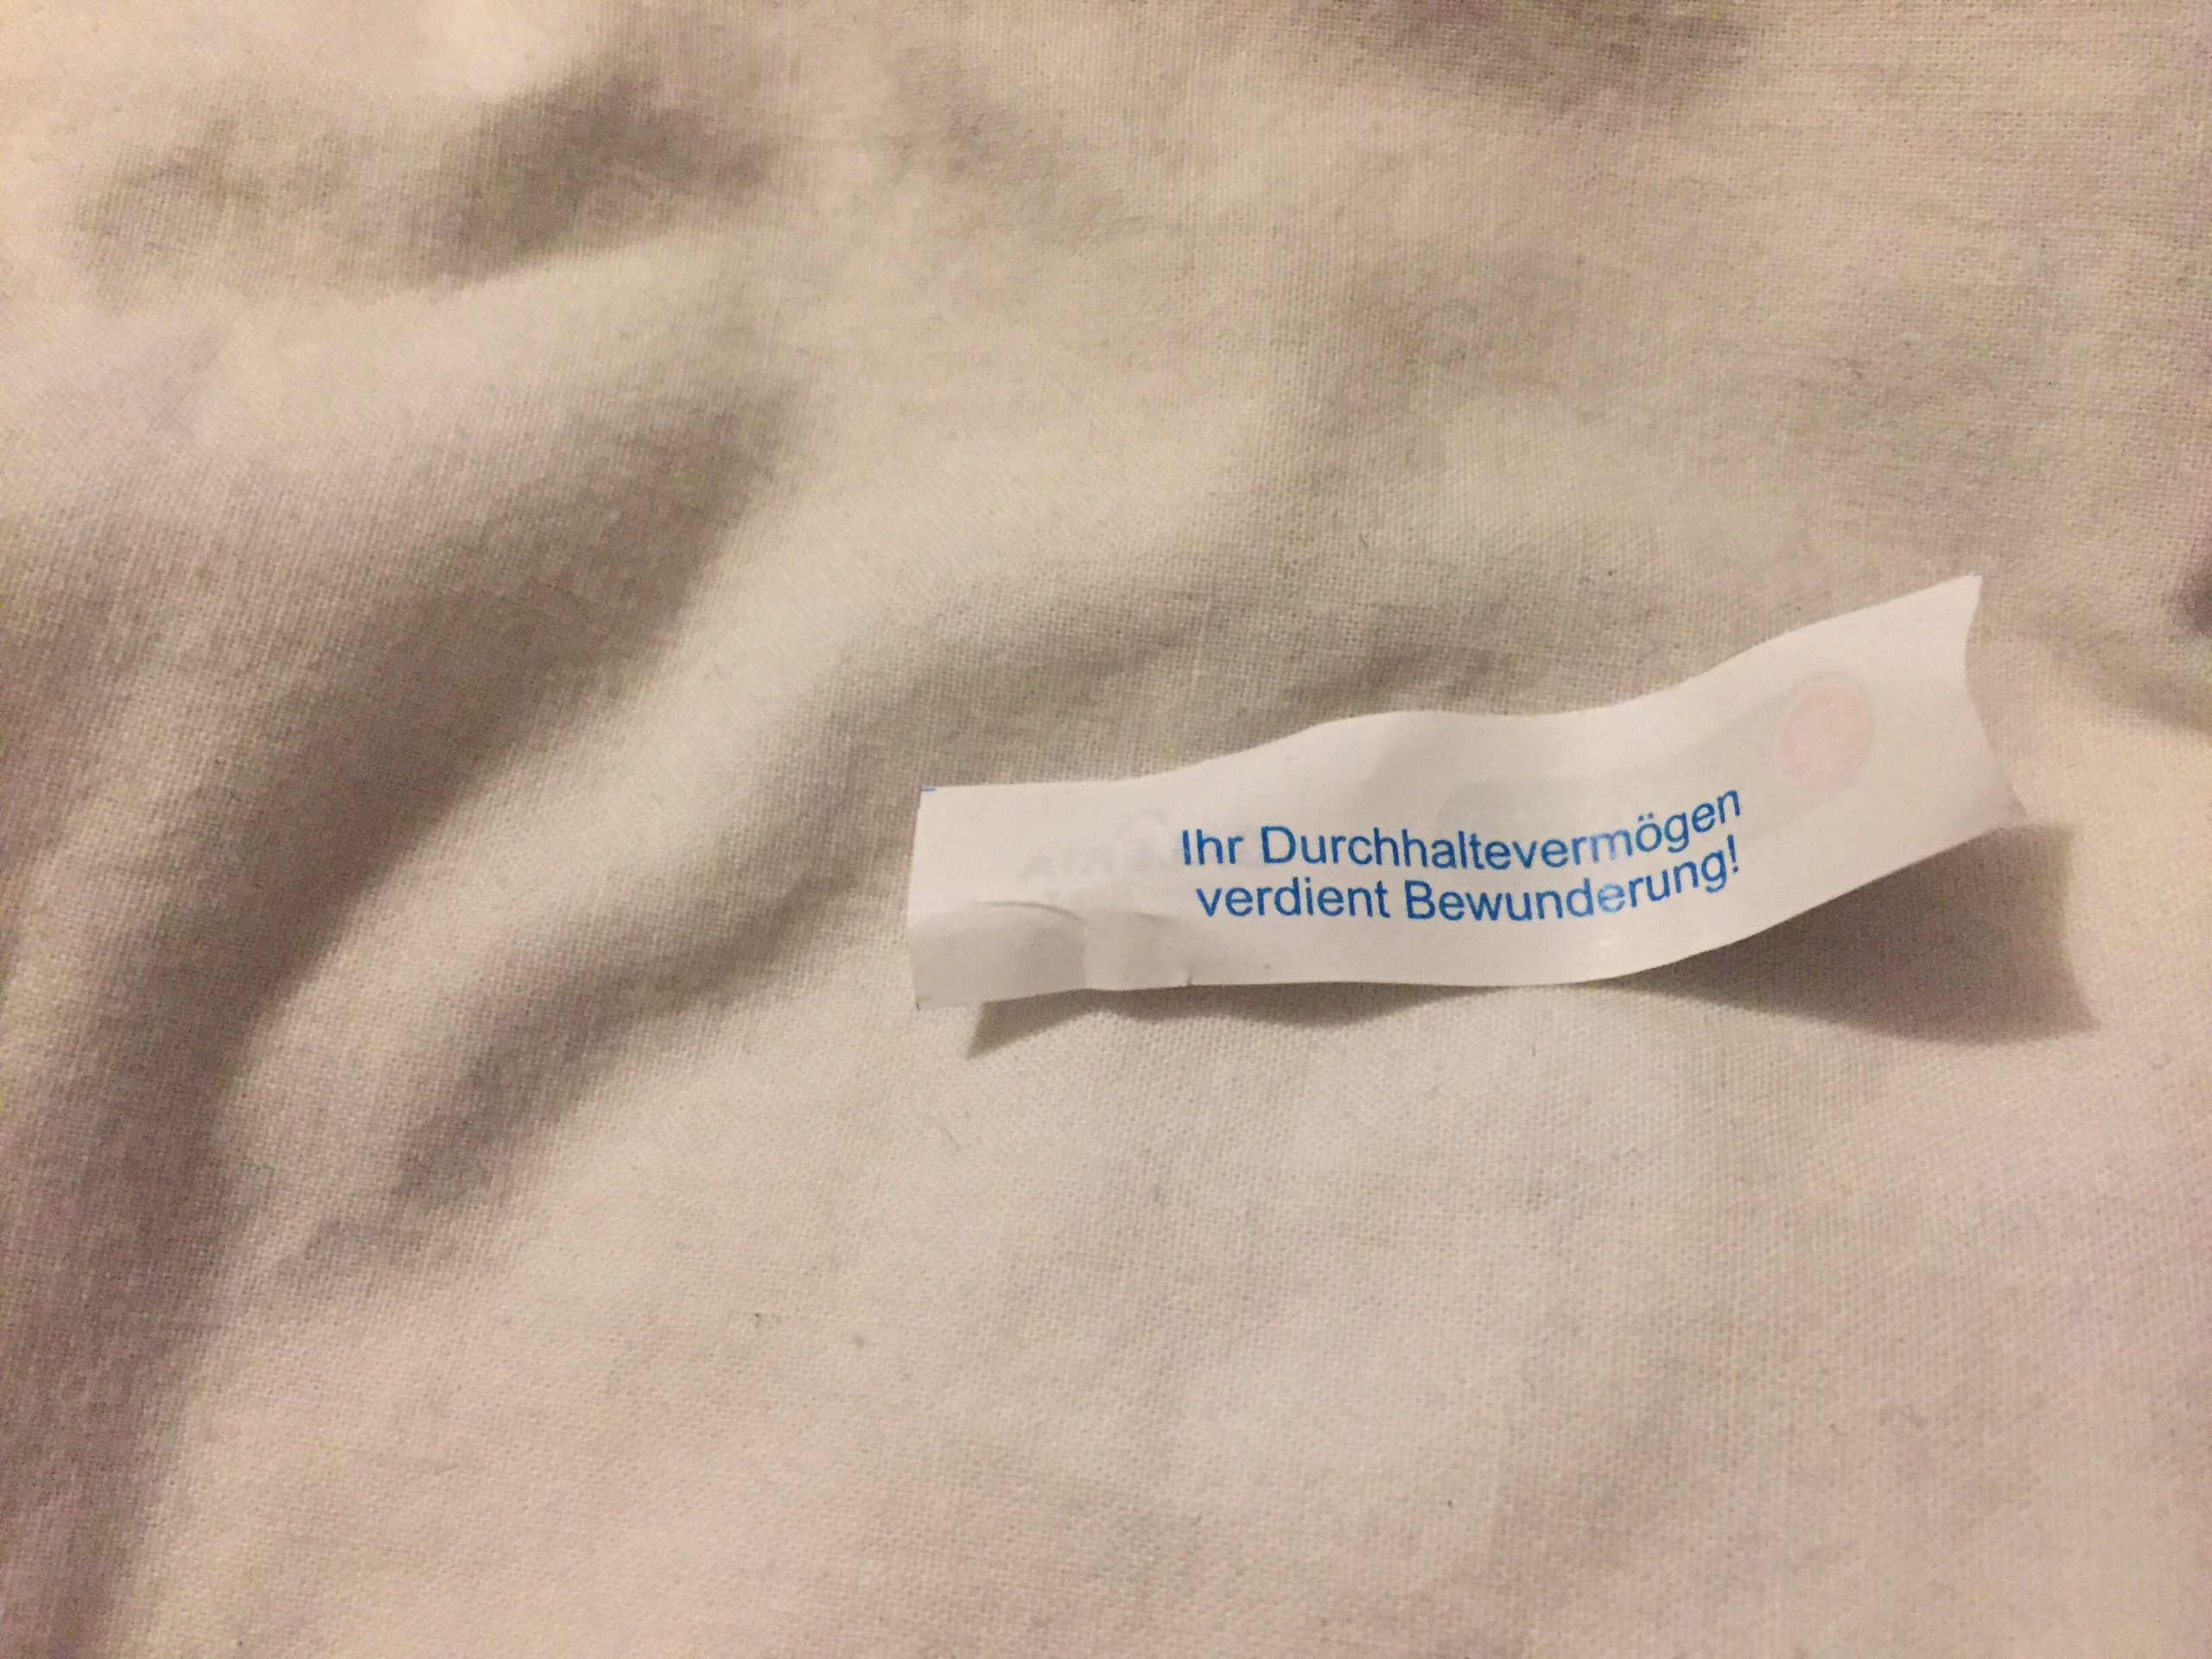 Ihr Durchhaltevermögen
verdient Bewunderung!